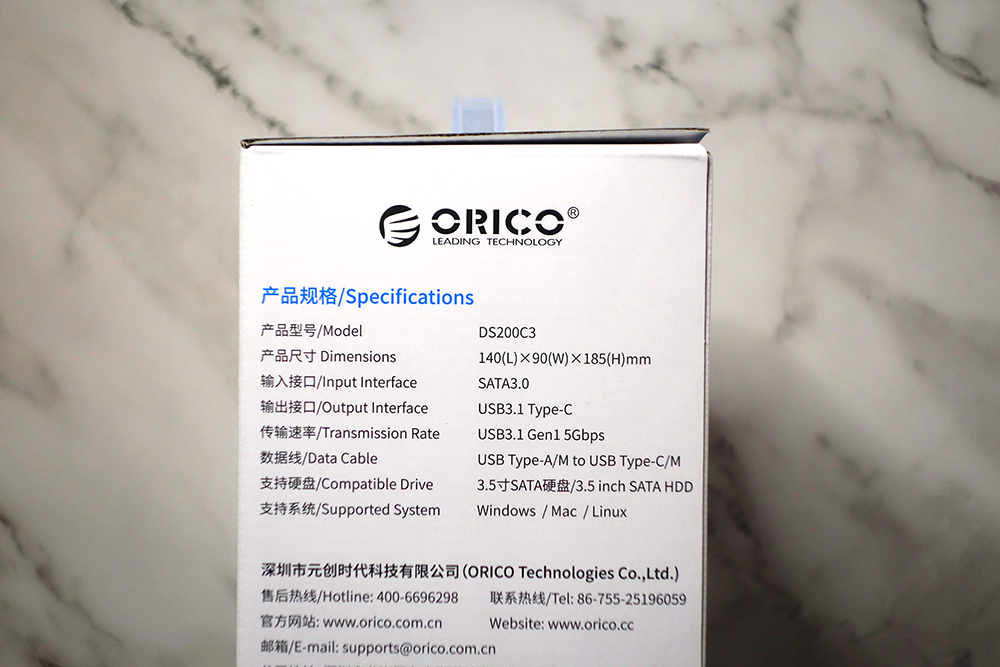 ORICO®
LEADING TECHNOLOGY
产品规格/Specifications
产品型号/Model DS200C3
产品尺寸 Dimensions 140(L)×90(W)×185(H)mm
输入接口/Input Interface SATA3.0
输出接口/Output Interface USB3.1 Type-C
传输速率/Transmission Rate USB3.1 Gen1 5Gbps
数据线/Data Cable USB Type-A/M to USB Type-C/M
支持硬盘/Compatible Drive 3.5寸SATA硬盘/3.5 inch SATA HDD
支持系统/Supported System Windows / Mac / Linux
深圳市元创时代科技有限公司(ORICO Technologies Co.,Ltd.)
售后热线/Hotline: 400-6696298 联系热线/Tel: 86-755-25196059
官方网站: www.orico.com.cn Website: www.orico.cc
邮箱/E-mail: supports@orico.com.cn